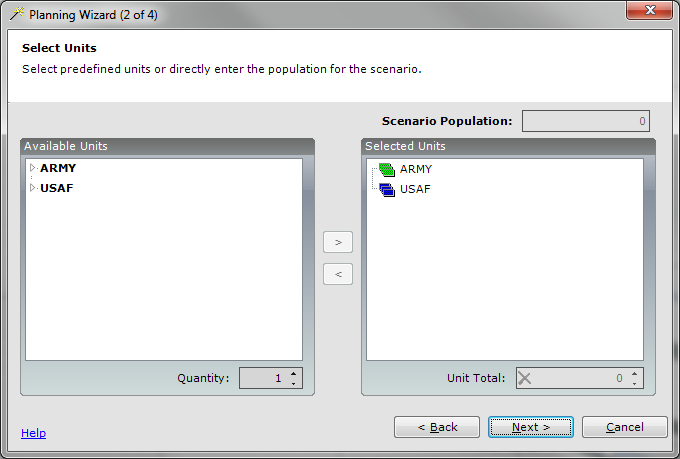 Planning Wizard (2 of 4)
Select Units
Select predefined units or directly enter the population for the scenario.
Scenario Population: 0
Available Units
Selected Units
ARMY
USAF
ARMY
USAF
>
<
Quantity: 1
Unit Total: 0
Help
< Back
Next >
Cancel